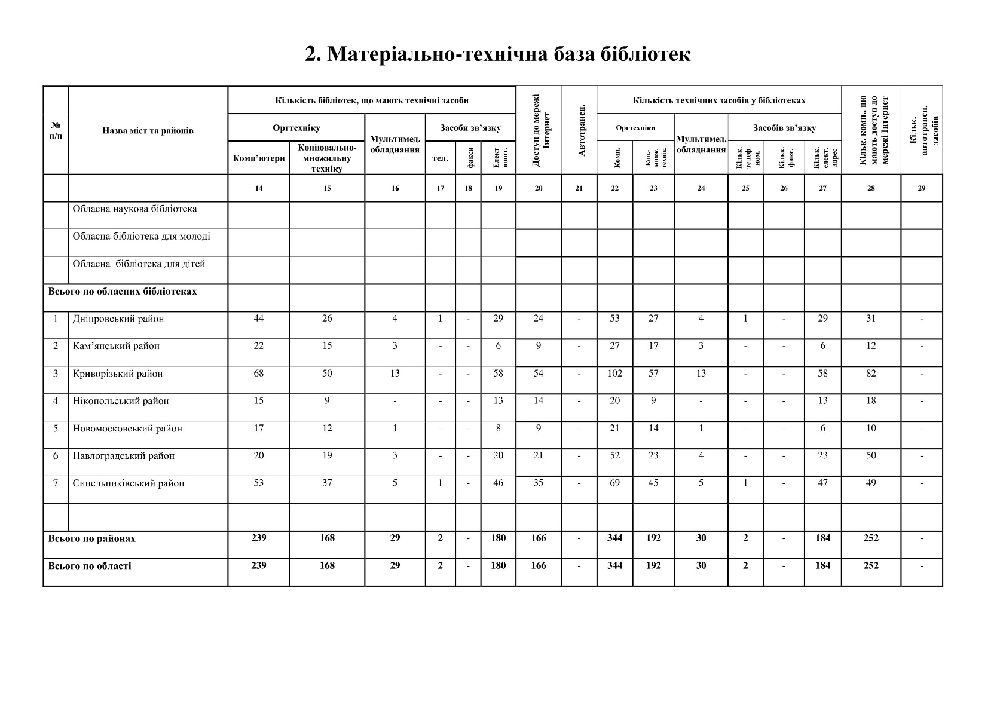 2. Матеріально-технічна база бібліотек
№ п/п
Назва міст та районів
Кількість бібліотек, що мають технічні засоби
Доступ до мережі Інтернет
Автотрансп.
Кількість технічних засобів у бібліотеках
Кільк. комп., що мають доступ до мережі Інтернет
Кільк. автотрансп. засобів
Оргтехніку
Мультимед. обладнання
Засоби зв’язку
Оргтехніки
Мультимед. обладнання
Засобів зв’язку
Комп’ютери
Копіювально-множильну техніку
тел.
факси
Елект пошт.
Комп.
Коп.-множ. технік.
Кільк. телеф. ном.
Кільк. факс.
Кільк. елект. адрес
14 15 16 17 18 19 20 21 22 23 24 25 26 27 28 29
Обласна наукова бібліотека
Обласна бібліотека для молоді
Обласна бібліотека для дітей
Всього по обласних бібліотеках
1 Дніпровський район 44 26 4 1 - 29 24 - 53 27 4 1 - 29 31 -
2 Кам’янський район 22 15 3 - - 6 9 - 27 17 3 - - 6 12 -
3 Криворізький район 68 50 13 - - 58 54 - 102 57 13 - - 58 82 -
4 Нікопольський район 15 9 - - - 13 14 - 20 9 - - - 13 18 -
5 Новомосковський район 17 12 1 - - 8 9 - 21 14 1 - - 6 10 -
6 Павлоградський район 20 19 3 - - 20 21 - 52 23 4 - - 23 50 -
7 Синельниківський район 53 37 5 1 - 46 35 - 69 45 5 1 - 47 49 -
Всього по районах 239 168 29 2 - 180 166 - 344 192 30 2 - 184 252 -
Всього по області 239 168 29 2 - 180 166 - 344 192 30 2 - 184 252 -